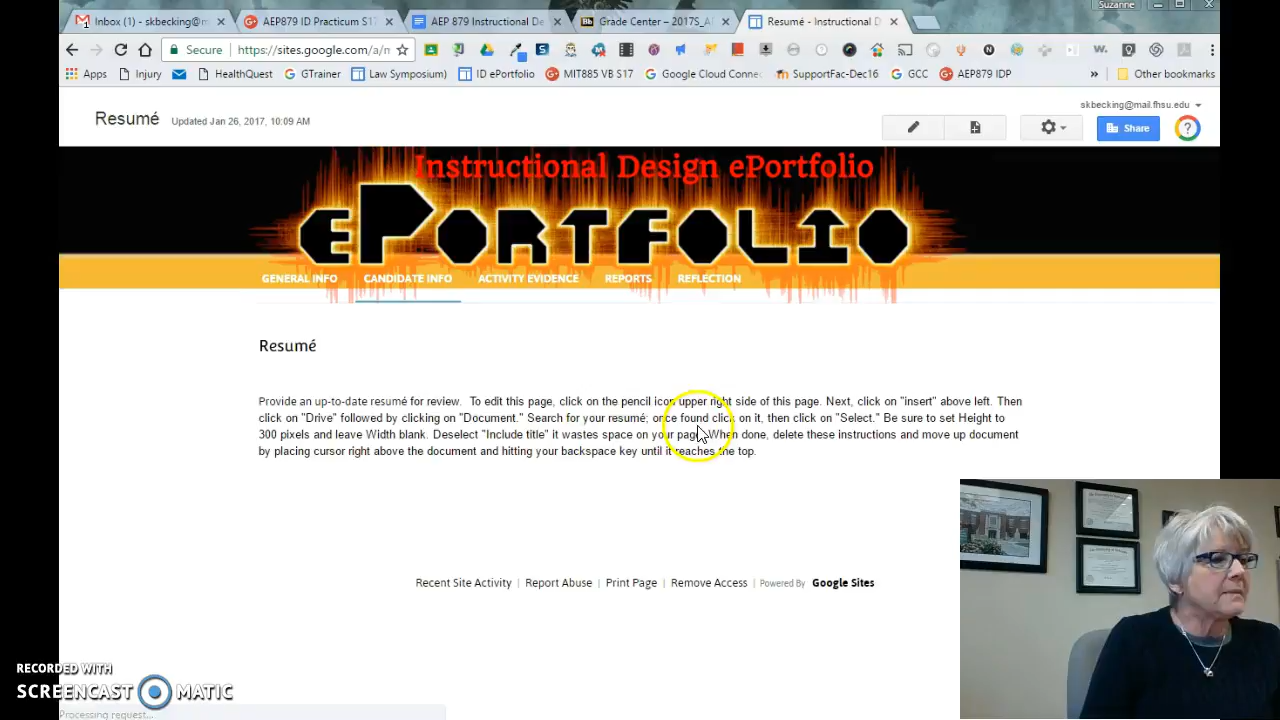 Suzanne
Inbox (1) - skbecking@m
AEP879 ID Practicum S17
AEP 879 Instructional De
Grade Center - 2017S_A
Resumé - Instructional D
Secure
https://sites.google.com/a/m
Apps
Injury
HealthQuest
GTrainer
Law Symposium)
ID ePortfolio
MIT885 VB S17
Google Cloud Conne
SupportFac-Dec16
GCC
AEP879 IDP
»
Other bookmarks
skbecking@mail.fhsu.edu
Resumé
Updated Jan 26, 2017, 10:09 AM
Share
?
Instructional Design ePortfolio
ePORTFOLIO
GENERAL INFO
CANDIDATE INFO
ACTIVITY EVIDENCE
REPORTS
REFLECTION
Resumé
Provide an up-to-date resumé for review. To edit this page, click on the pencil icon upper right side of this page. Next, click on "insert" above left. Then
click on "Drive" followed by clicking on "Document." Search for your resumé; once found click on it, then click on "Select." Be sure to set Height to
300 pixels and leave Width blank. Deselect "Include title" it wastes space on your page. When done, delete these instructions and move up document
by placing cursor right above the document and hitting your backspace key until it reaches the top.
Recent Site Activity | Report Abuse | Print Page | Remove Access | Powered By Google Sites
RECORDED WITH
SCREENCAST MATIC
Processing request...